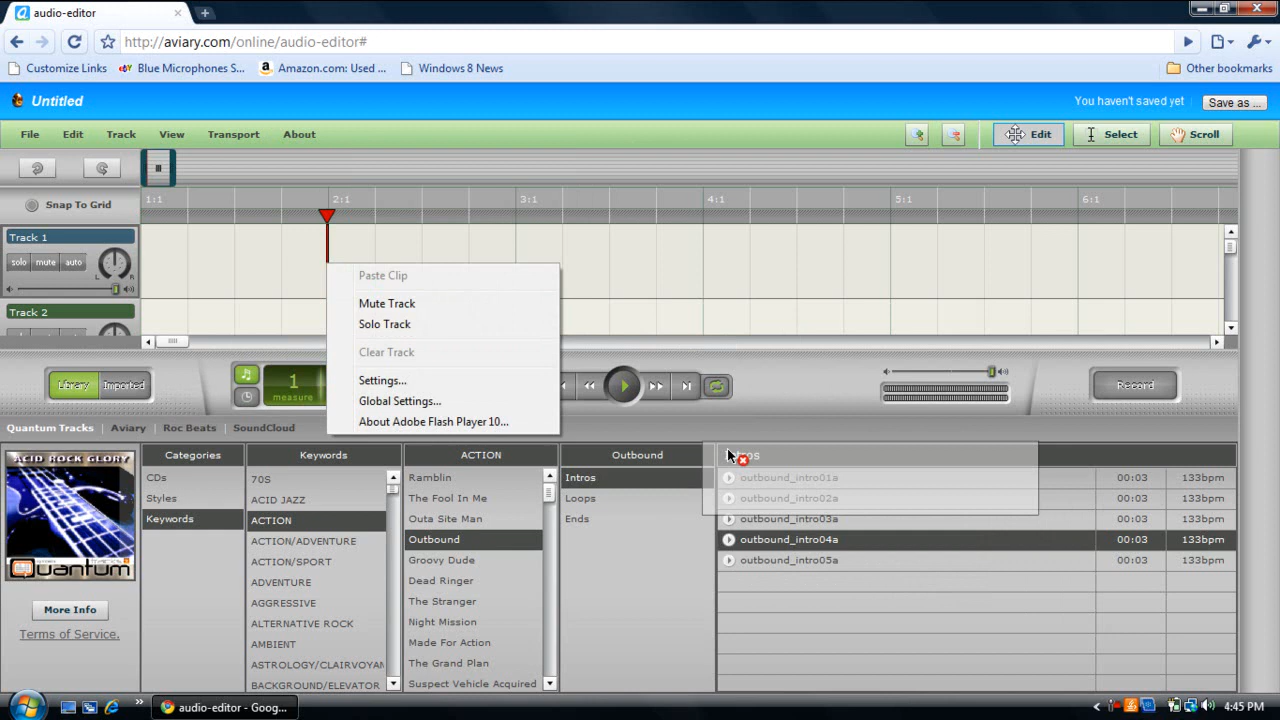 audio-editor
http://aviary.com/online/audio-editor#
Customize Links
Blue Microphones S...
Amazon.com: Used ...
Windows 8 News
Other bookmarks
Untitled
You haven't saved yet
Save as ...
File Edit Track View Transport About
Edit
Select
Scroll
Snap To Grid
1:1 2:1 3:1 4:1 5:1 6:1
Track 1
solo mute auto
L R
Track 2
Paste Clip
Mute Track
Solo Track
Clear Track
Settings...
Global Settings...
About Adobe Flash Player 10...
Library Imported
1
measure
Record
Quantum Tracks Aviary Roc Beats SoundCloud
ACID ROCK GLORY
Quantum
More Info
Terms of Service.
Categories
CDs
Styles
Keywords
Keywords
70S
ACID JAZZ
ACTION
ACTION/ADVENTURE
ACTION/SPORT
ADVENTURE
AGGRESSIVE
ALTERNATIVE ROCK
AMBIENT
ASTROLOGY/CLAIRVOYAN
BACKGROUND/ELEVATOR
ACTION
Ramblin
The Fool In Me
Outa Site Man
Outbound
Groovy Dude
Dead Ringer
The Stranger
Night Mission
Made For Action
The Grand Plan
Suspect Vehicle Acquired
Outbound
Intros
Loops
Ends
Intros
outbound_intro01a 00:03 133bpm
outbound_intro02a 00:03 133bpm
outbound_intro03a 00:03 133bpm
outbound_intro04a 00:03 133bpm
outbound_intro05a 00:03 133bpm
audio-editor - Goog...
4:45 PM